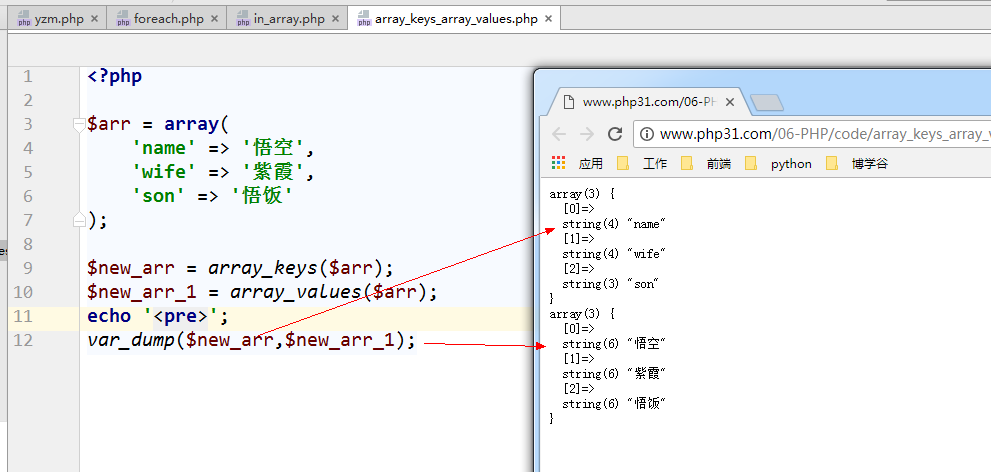 yzm.php foreach.php in_array.php array_keys_array_values.php
1 <?php
2
3 $arr = array(
4 'name' => '悟空',
5 'wife' => '紫霞',
6 'son' => '悟饭'
7 );
8
9 $new_arr = array_keys($arr);
10 $new_arr_1 = array_values($arr);
11 echo '<pre>';
12 var_dump($new_arr,$new_arr_1);
www.php31.com/06-PH
www.php31.com/06-PHP/code/array_keys_array_v
应用 工作 前端 python 博学谷
array(3) {
[0]=>
string(4) "name"
[1]=>
string(4) "wife"
[2]=>
string(3) "son"
}
array(3) {
[0]=>
string(6) "悟空"
[1]=>
string(6) "紫霞"
[2]=>
string(6) "悟饭"
}